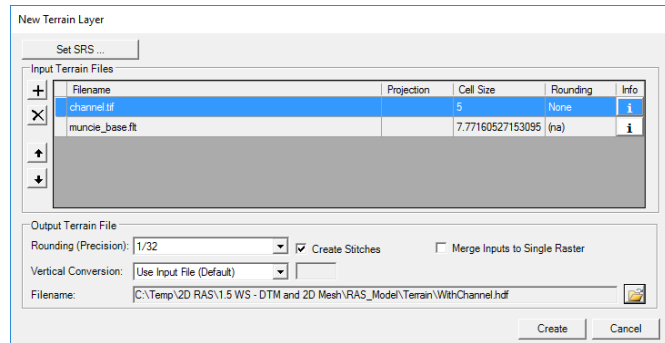 New Terrain Layer
Set SRS ...
Input Terrain Files
Filename Projection Cell Size Rounding Info
channel.tif 5 None i
muncie_base.flt 7.77160527153095 (na) i
Output Terrain File
Rounding (Precision): 1/32 Create Stitches Merge Inputs to Single Raster
Vertical Conversion: Use Input File (Default)
Filename: C:\Temp\2D RAS\1.5 WS - DTM and 2D Mesh\RAS_Model\Terrain\WithChannel.hdf
Create Cancel